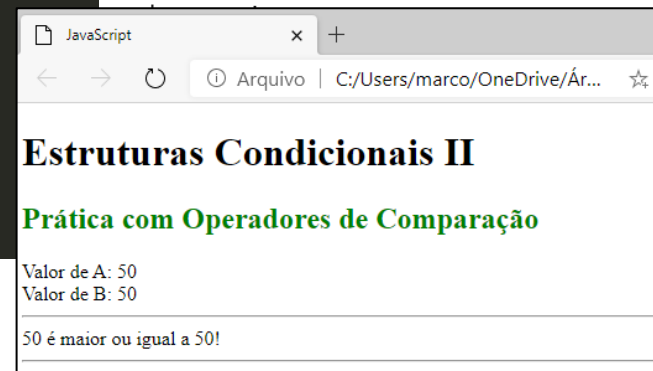 JavaScript
Arquivo | C:/Users/marco/OneDrive/Ár...
Estruturas Condicionais II
Prática com Operadores de Comparação
Valor de A: 50
Valor de B: 50
50 é maior ou igual a 50!